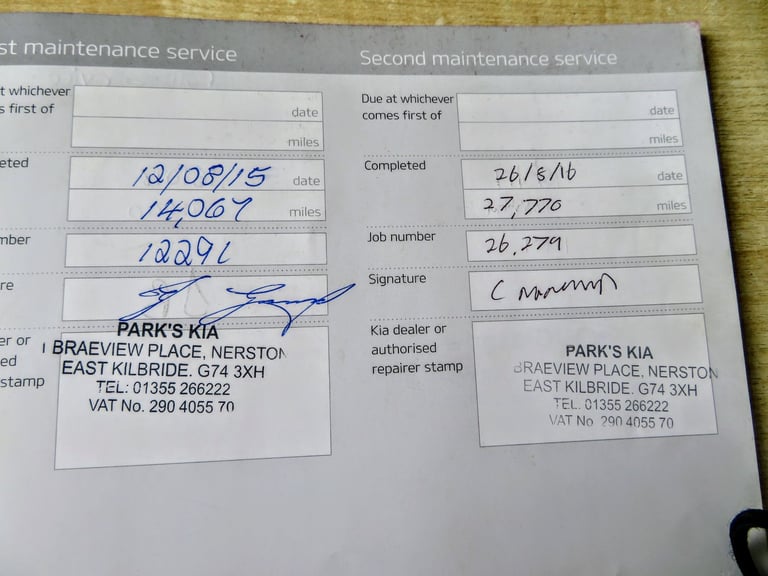 st maintenance service
t whichever
s first of
date
miles
eted
12/08/15 date
14,067 miles
mber
12291
re
er or
ed
stamp
PARK'S KIA
1 BRAEVIEW PLACE, NERSTON
EAST KILBRIDE. G74 3XH
TEL: 01355 266222
VAT No. 290 4055 70
Second maintenance service
Due at whichever
comes first of
date
miles
Completed
26/8/16 date
27,770 miles
Job number
26,279
Signature
Kia dealer or
authorised
repairer stamp
PARK'S KIA
BRAEVIEW PLACE, NERSTON
EAST KILBRIDE. G74 3XH
TEL. 01355 266222
VAT No 290 4055 70